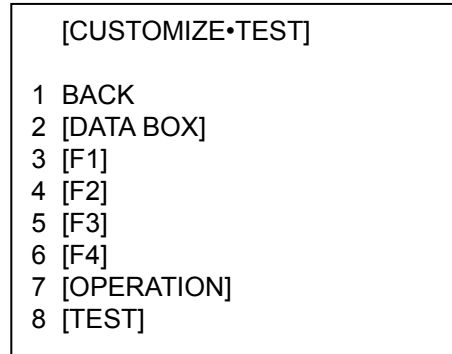 [CUSTOMIZE•TEST]
1 BACK
2 [DATA BOX]
3 [F1]
4 [F2]
5 [F3]
6 [F4]
7 [OPERATION]
8 [TEST]